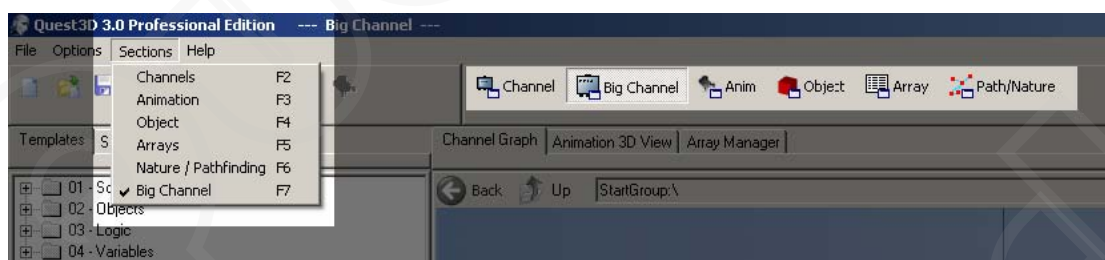 Quest3D 3.0 Professional Edition --- Big Channel ---
File Options Sections Help
Channels F2
Animation F3
Object F4
Arrays F5
Nature / Pathfinding F6
Big Channel F7
Channel Big Channel Anim Object Array Path/Nature
Templates S
Channel Graph Animation 3D View Array Manager
Back Up StartGroup:\
01 - Sc
02 - Objects
03 - Logic
04 - Variables